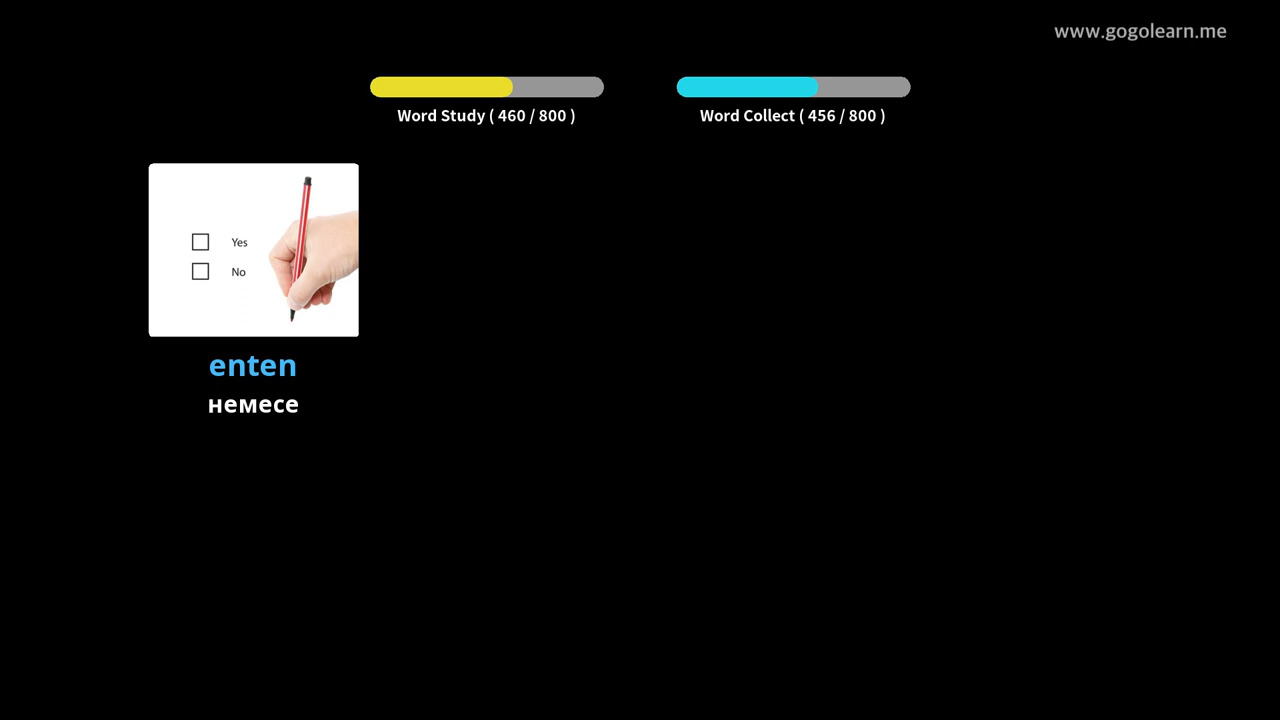 www.gogolearn.me
Word Study ( 460 / 800 )
Word Collect ( 456 / 800 )
Yes
No
enten
немесе